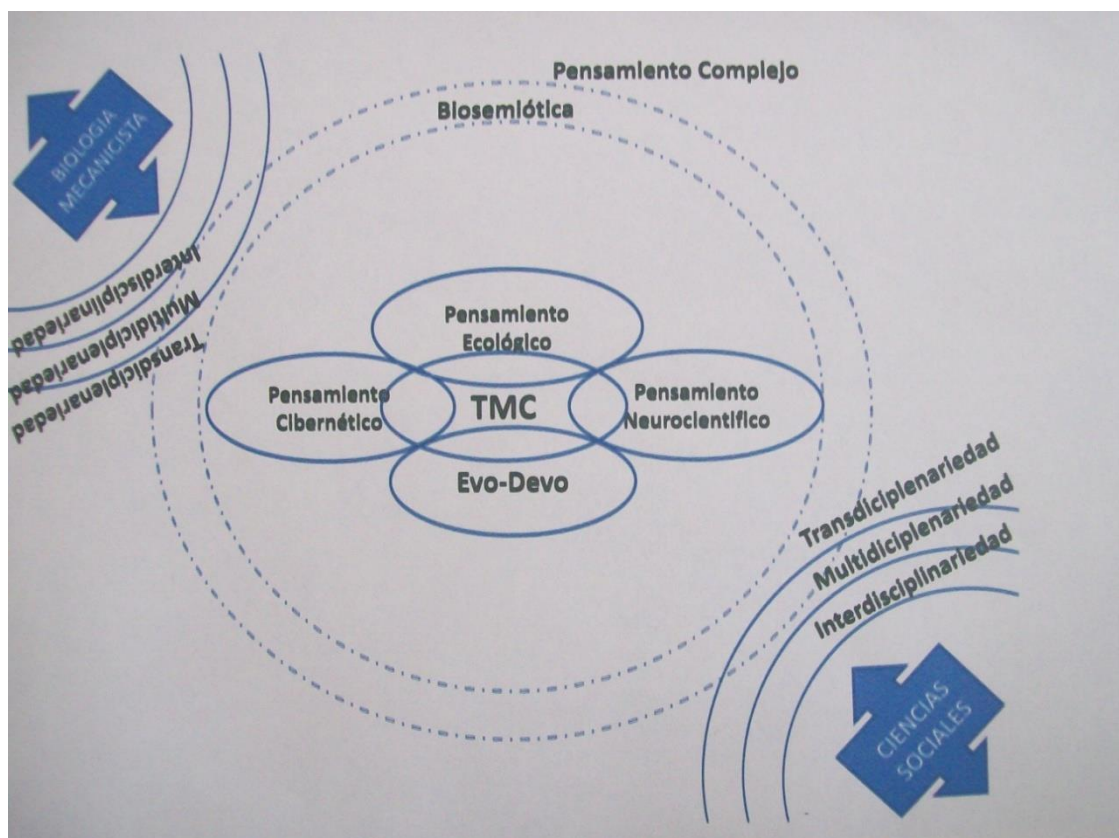 Pensamiento Complejo
Biosemiótica
BIOLOGIA
MECANICISTA
Interdisciplinariedad
Multidiciplenariedad
Transdiciplenariedad
Pensamiento
Ecológico
Pensamiento
Cibernético
TMC
Pensamiento
Neurocientifico
Evo-Devo
Transdiciplenariedad
Multidiciplenariedad
Interdisciplinariedad
CIENCIAS
SOCIALES